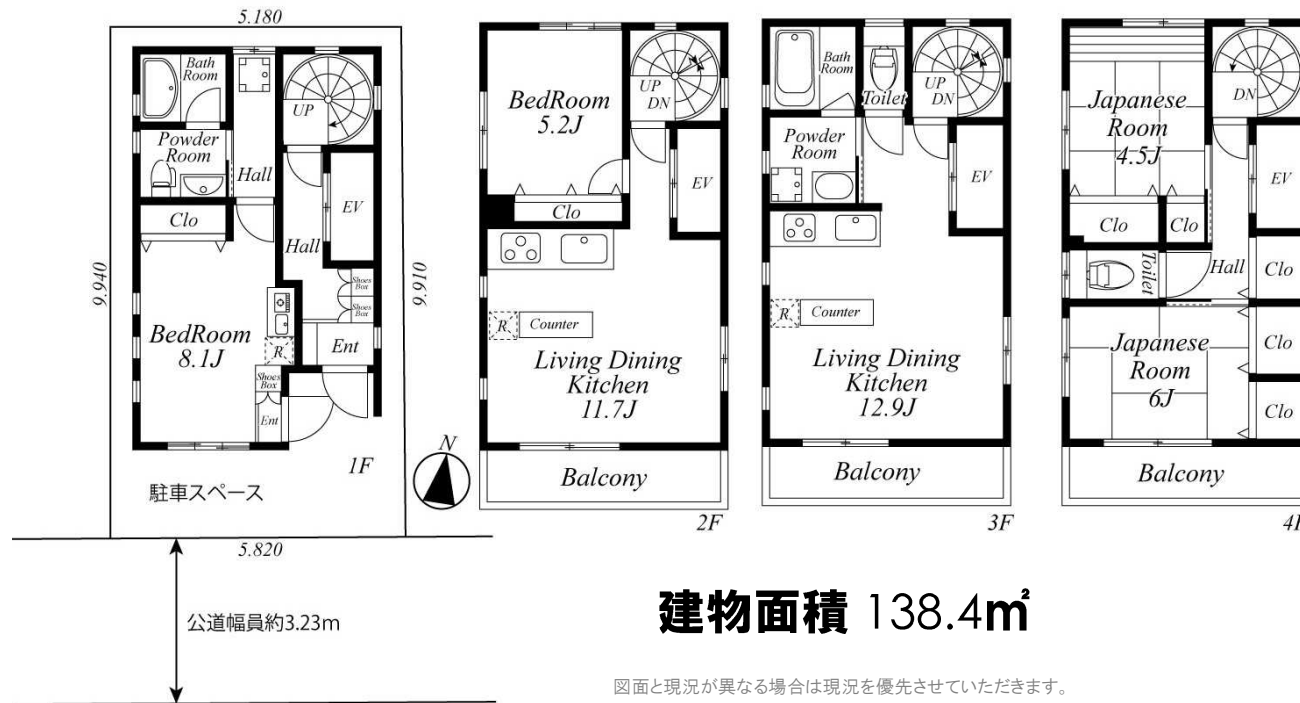 5.180
9.940
9.910
Bath
Room
UP
Powder
Room
Hall
Clo
EV
Hall
Shoes
Box
Shoes
Box
BedRoom
8.1J
R
Ent
Shoes
Box
Ent
1F
駐車スペース
5.820
公道幅員約3.23m
N
BedRoom
5.2J
UP
DN
EV
Clo
R
Counter
Living Dining
Kitchen
11.7J
Balcony
2F
Bath
Room
Toilet
UP
DN
Powder
Room
EV
R
Counter
Living Dining
Kitchen
12.9J
Balcony
3F
Japanese
Room
4.5J
DN
EV
Clo
Clo
Toilet
Hall
Clo
Japanese
Room
6J
Clo
Clo
Balcony
建物面積 138.4㎡
図面と現況が異なる場合は現況を優先させていただきます。